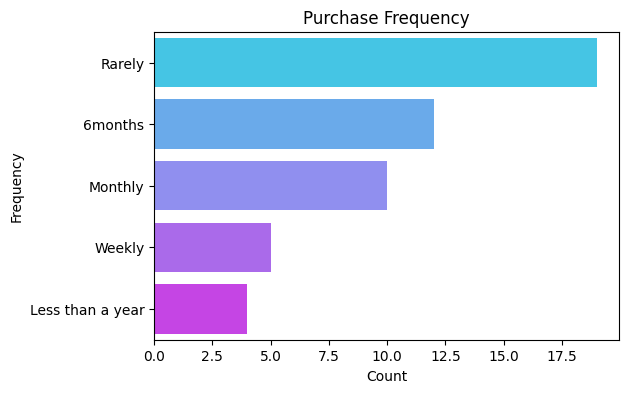 Purchase Frequency
Rarely
6months
Monthly
Weekly
Less than a year
Frequency
0.0 2.5 5.0 7.5 10.0 12.5 15.0 17.5
Count